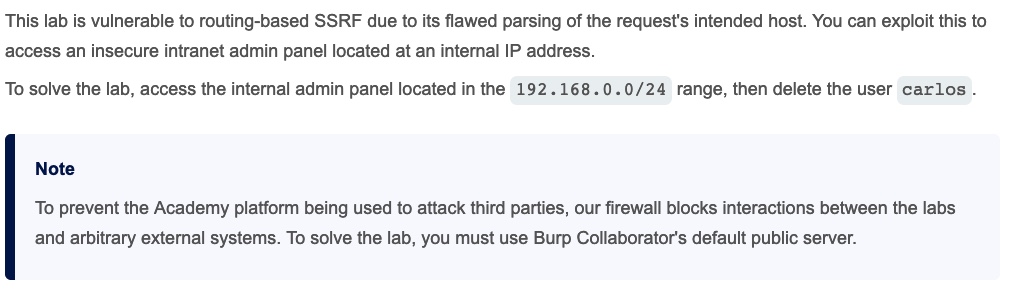 This lab is vulnerable to routing-based SSRF due to its flawed parsing of the request's intended host. You can exploit this to
access an insecure intranet admin panel located at an internal IP address.
To solve the lab, access the internal admin panel located in the 192.168.0.0/24 range, then delete the user carlos.
Note
To prevent the Academy platform being used to attack third parties, our firewall blocks interactions between the labs
and arbitrary external systems. To solve the lab, you must use Burp Collaborator's default public server.